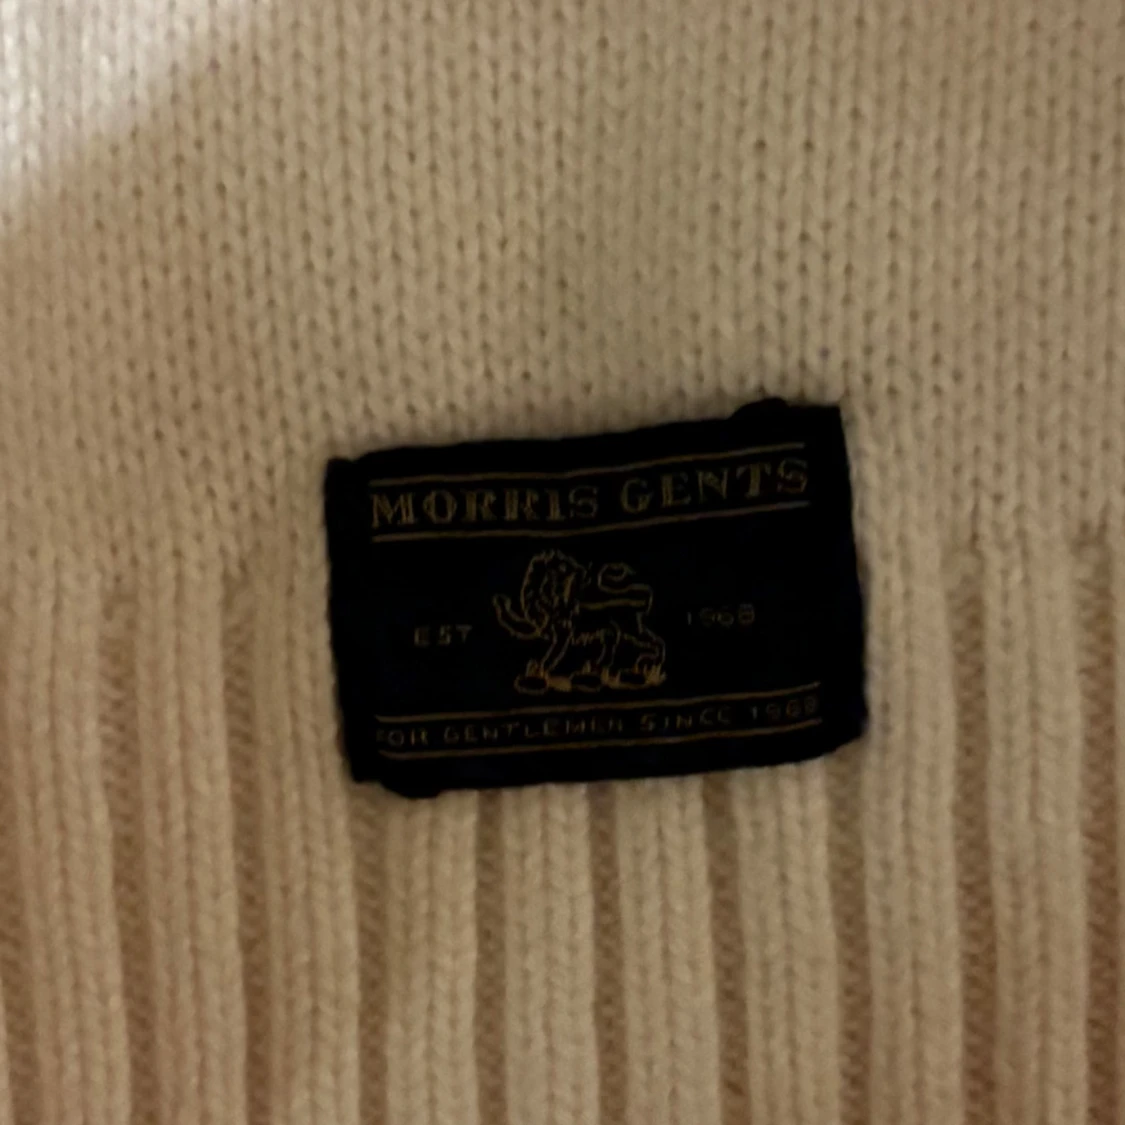 MORRIS GENTS
EST 1968
FOR GENTLEMEN SINCE 1968